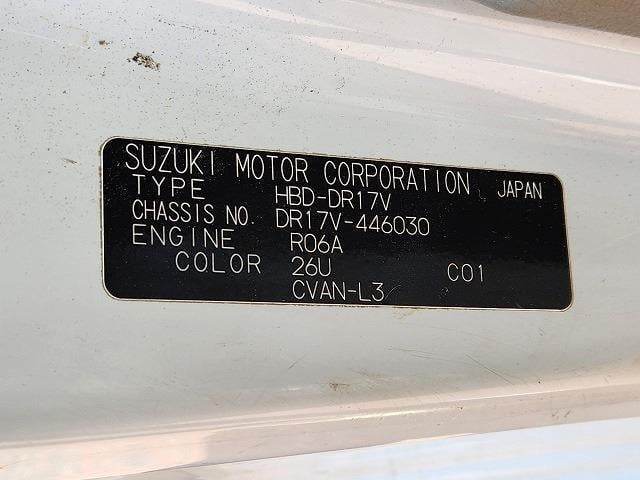 SUZUKI MOTOR CORPORATION JAPAN
TYPE HBD-DR17V
CHASSIS NO. DR17V-446030
ENGINE R06A
COLOR 26U C01
CVAN-L3